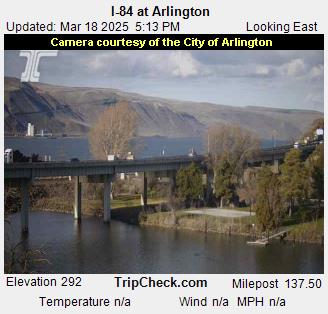 I-84 at Arlington
Updated: Mar 18 2025 5:13 PM Looking East
Camera courtesy of the City of Arlington
Elevation 292 TripCheck.com Milepost 137.50
Temperature n/a Wind n/a MPH n/a